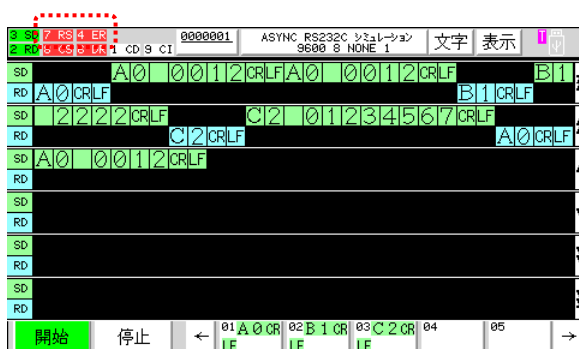 3 SD 7 RS 4 ER 0000001 ASYNC RS232C シミュレーション 文字 表示 T
2 RD CS DR 1 CD 9 CI 9600 8 NONE 1
SD A0 0012CRLFA0 0012CRLF B1
RD A0CRLF B1CRLF
SD 2222CRLF C2 01234567CRLF
RD C2CRLF A0CRLF
SD A0 0012CRLF
RD
SD
RD
SD
RD
SD
RD
開始 停止 ← 01 A0CR LF 02 B1CR LF 03 C2CR LF 04 05 →